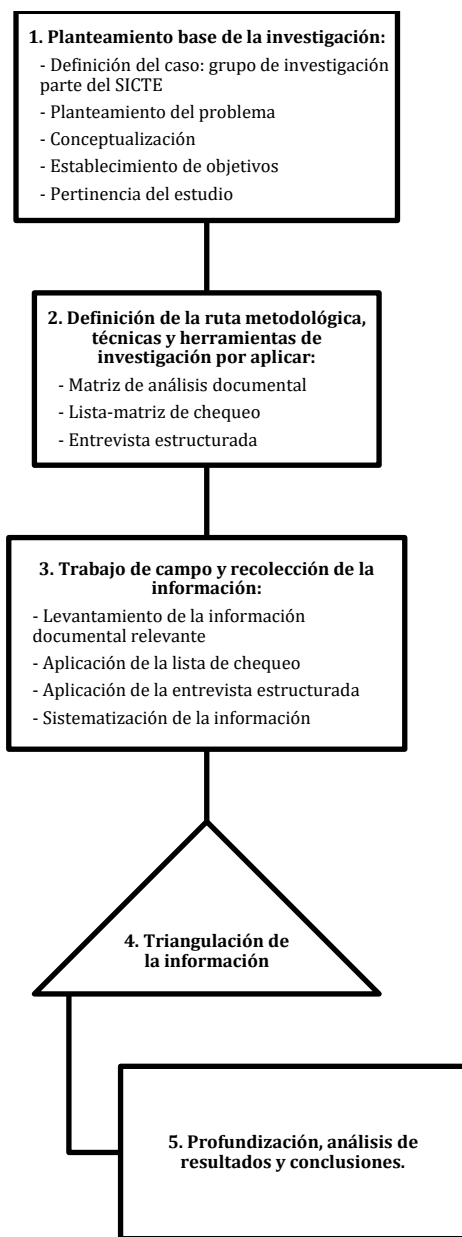 1. Planteamiento base de la investigación:
- Definición del caso: grupo de investigación
parte del SICTE
- Planteamiento del problema
- Conceptualización
- Establecimiento de objetivos
- Pertinencia del estudio
2. Definición de la ruta metodológica,
técnicas y herramientas de
investigación por aplicar:
- Matriz de análisis documental
- Lista-matriz de chequeo
- Entrevista estructurada
3. Trabajo de campo y recolección de la
información:
- Levantamiento de la información
documental relevante
- Aplicación de la lista de chequeo
- Aplicación de la entrevista estructurada
- Sistematización de la información
4. Triangulación de
la información
5. Profundización, análisis de
resultados y conclusiones.